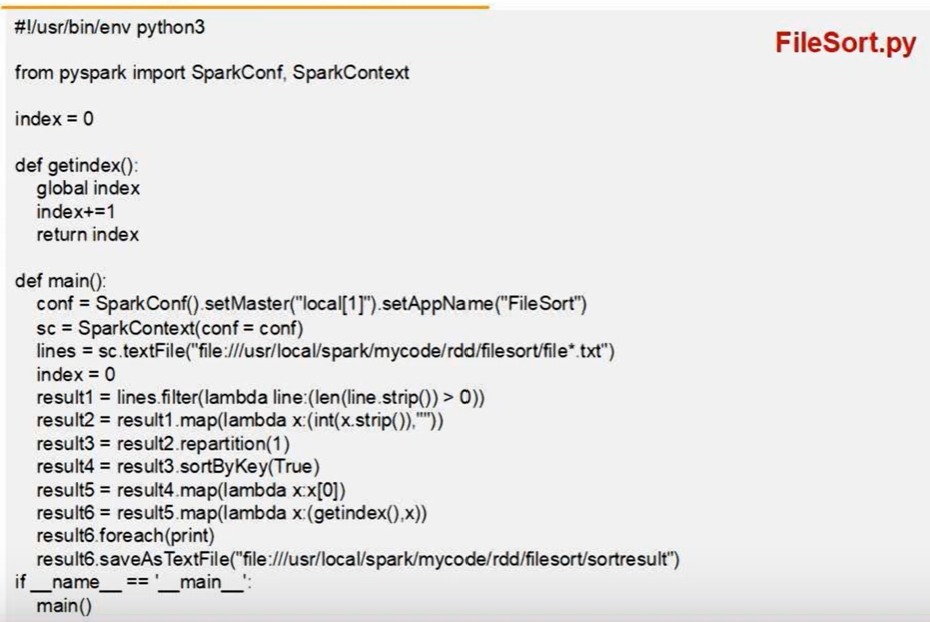 #!/usr/bin/env python3
FileSort.py
from pyspark import SparkConf, SparkContext
index = 0
def getindex():
global index
index+=1
return index
def main():
conf = SparkConf().setMaster("local[1]").setAppName("FileSort")
sc = SparkContext(conf = conf)
lines = sc.textFile("file:///usr/local/spark/mycode/rdd/filesort/file*.txt")
index = 0
result1 = lines.filter(lambda line:(len(line.strip()) > 0))
result2 = result1.map(lambda x:(int(x.strip()),""))
result3 = result2.repartition(1)
result4 = result3.sortByKey(True)
result5 = result4.map(lambda x:x[0])
result6 = result5.map(lambda x:(getindex(),x))
result6.foreach(print)
result6.saveAsTextFile("file:///usr/local/spark/mycode/rdd/filesort/sortresult")
if __name__ == '__main__':
main()